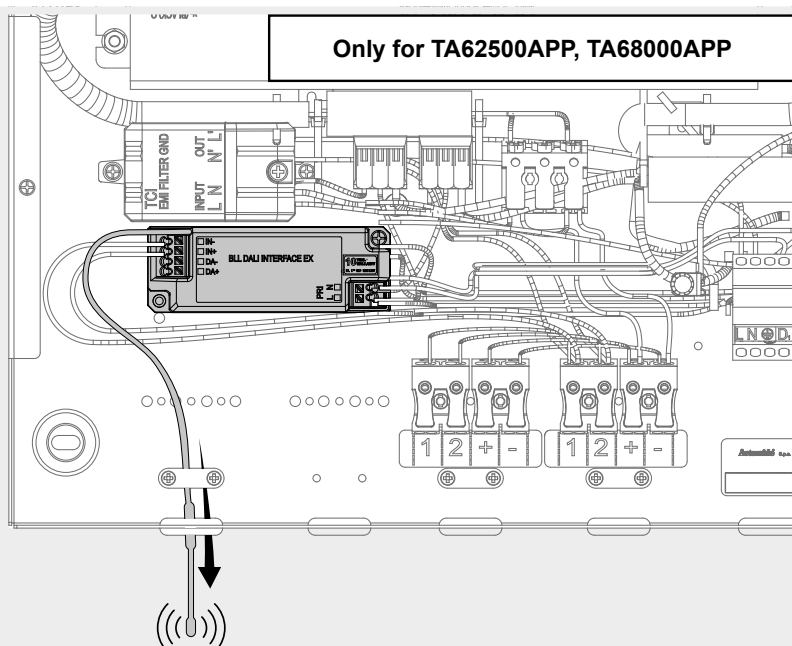 Only for TA62500APP, TA68000APP
TCI
EMI FILTER GND
INPUT OUT
L N N' L'
IN-
IN+
DA-
DA+
BLL DALI INTERFACE EX
PRI
L N
L N D
1 2 + -
1 2 + -